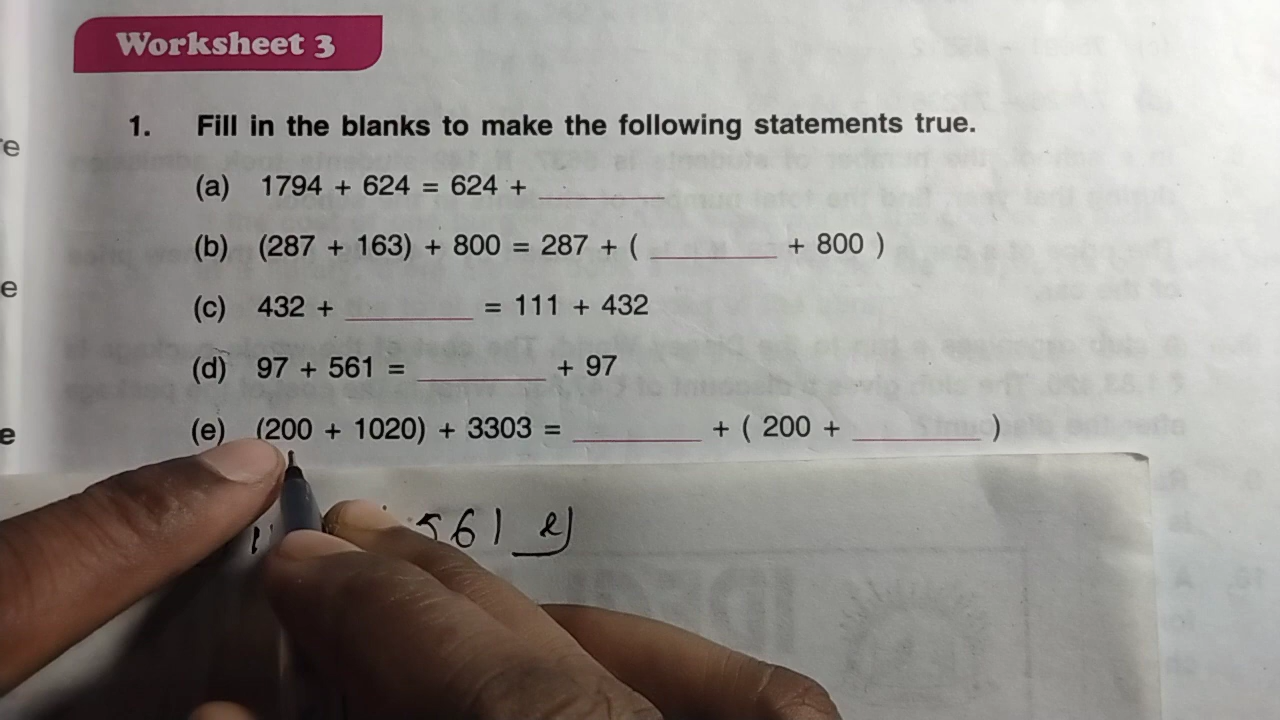 Worksheet 3
1. Fill in the blanks to make the following statements true.
(a) 1794 + 624 = 624 + ________
(b) (287 + 163) + 800 = 287 + ( ________ + 800 )
(c) 432 + ________ = 111 + 432
(d) 97 + 561 = ________ + 97
(e) (200 + 1020) + 3303 = ________ + ( 200 + ________ )
561